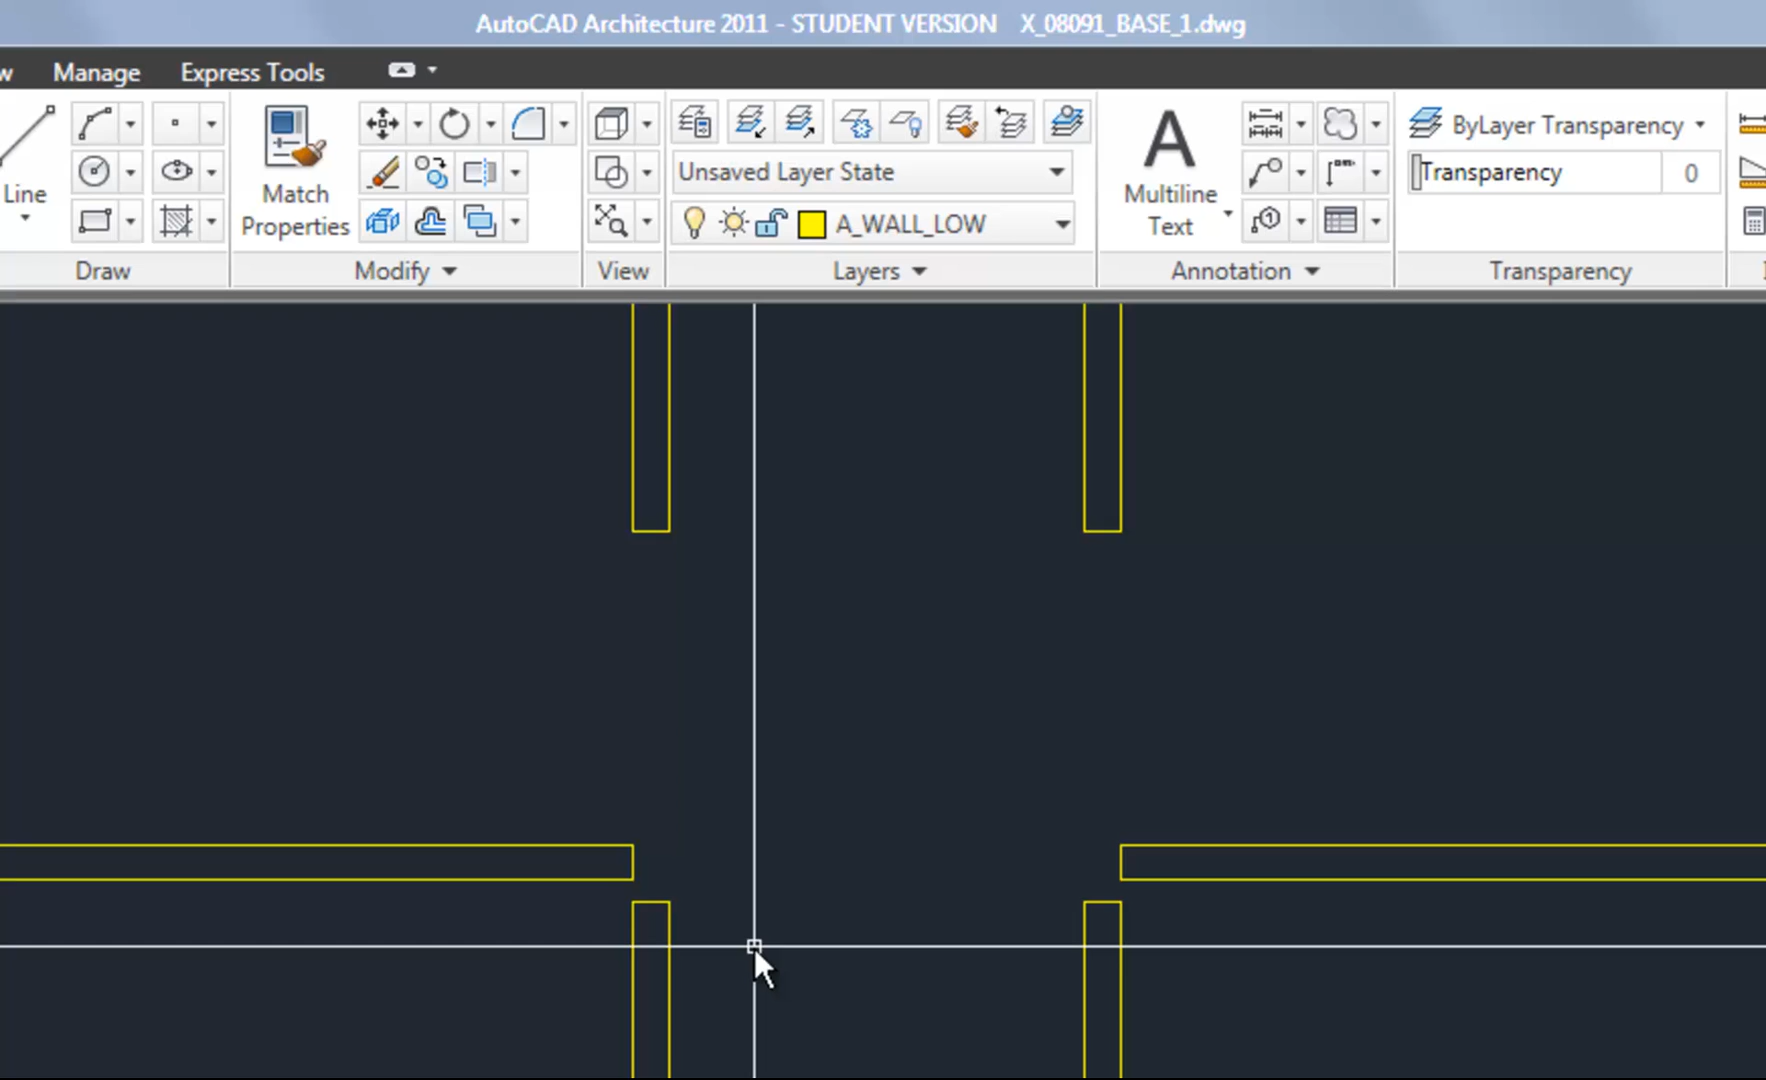 AutoCAD Architecture 2011 - STUDENT VERSION X_08091_BASE_1.dwg
w Manage Express Tools
ByLayer Transparency
Unsaved Layer State
Transparency 0
Line
Match Properties
A_WALL_LOW
A
Multiline Text
Draw
Modify
View
Layers
Annotation
Transparency